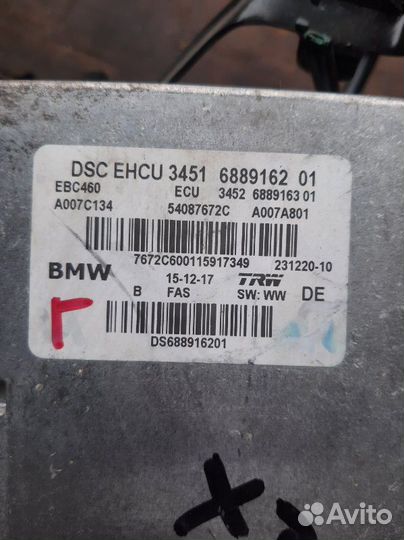 DSC EHCU 3451 6889162 01
EBC460 ECU 3452 6889163 01
A007C134 54087672C A007A801
7672C600115917349 231220-10
BMW 15-12-17 TRW DE
B FAS SW: WW
DS688916201
Avito